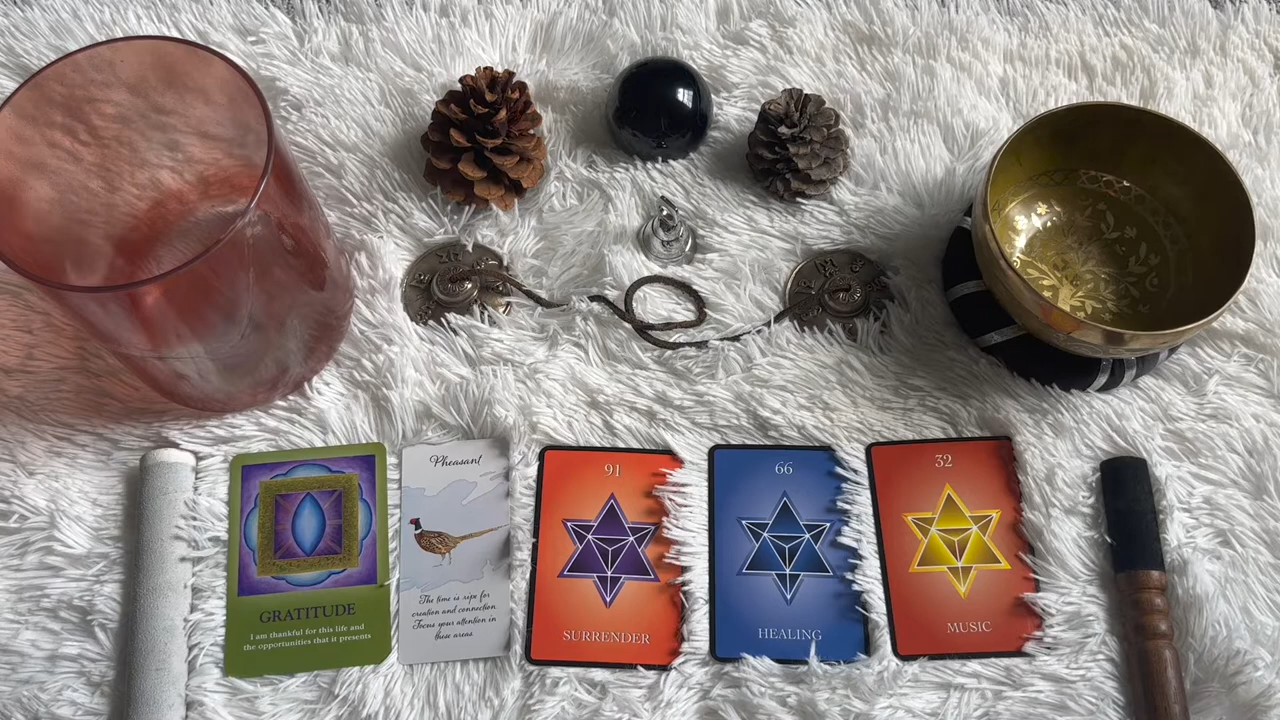 GRATITUDE
I am thankful for this life and
the opportunities that it presents
Pheasant
The time is ripe for
creation and connection
Focus your attention in
these areas.
91
SURRENDER
66
HEALING
32
MUSIC